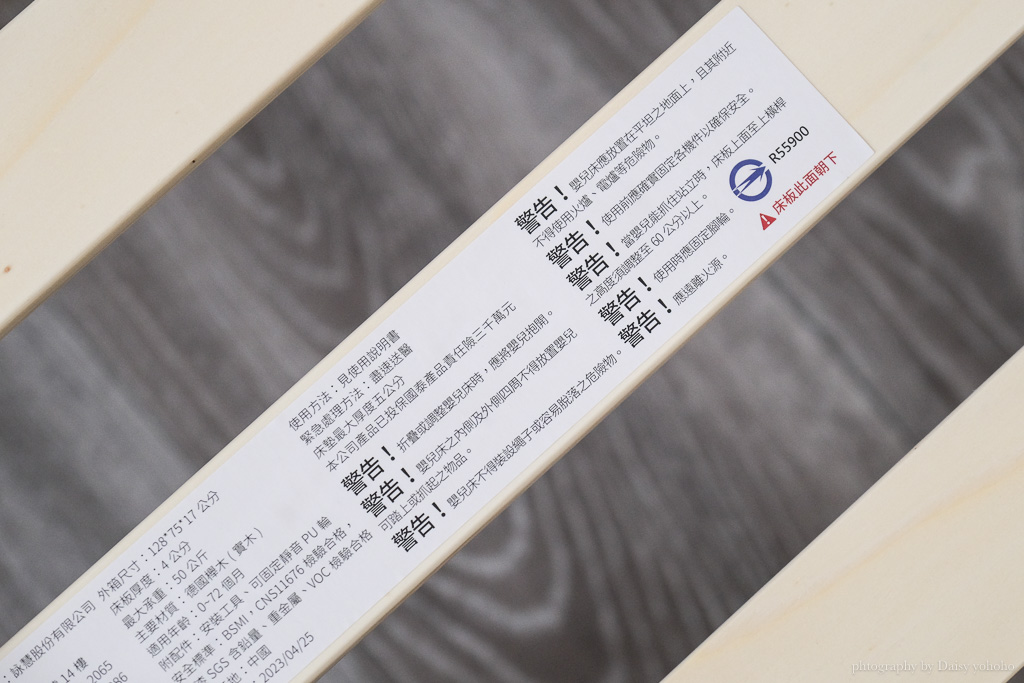 ：詠慧股份有限公司
14 樓
2065
86
外箱尺寸：128*75*17 公分
床板厚度：4 公分
最大承重：50 公斤
主要材質：德國櫸木（實木）
適用年齡：0~72 個月
附配件：安裝工具、可固定靜音 PU 輪
安全標準：BSMI，CNS11676 檢驗合格，
SGS 含鉛量、重金屬、VOC 檢驗合格
地：中國
：2023/04/25
使用方法：見使用說明書
緊急處理方法：盡速送醫
床墊最大厚度五公分
本公司產品已投保國泰產品責任險三千萬元
警告！折疊或調整嬰兒床時，應將嬰兒抱開。
警告！嬰兒床之內側及外側四周不得放置嬰兒
可踏上或抓起之物品。
警告！嬰兒床不得裝設繩子或容易脫落之危險物。
警告！嬰兒床應放置在平坦之地面上，且其附近
不得使用火爐、電爐等危險物。
警告！使用前應確實固定各機件以確保安全。
警告！當嬰兒能抓住站立時，床板上面至上橫桿
之高度須調整至 60 公分以上。
警告！使用時應固定腳輪。
警告！應遠離火源。
R55900
床板此面朝下
photography by Daisy.yohoho